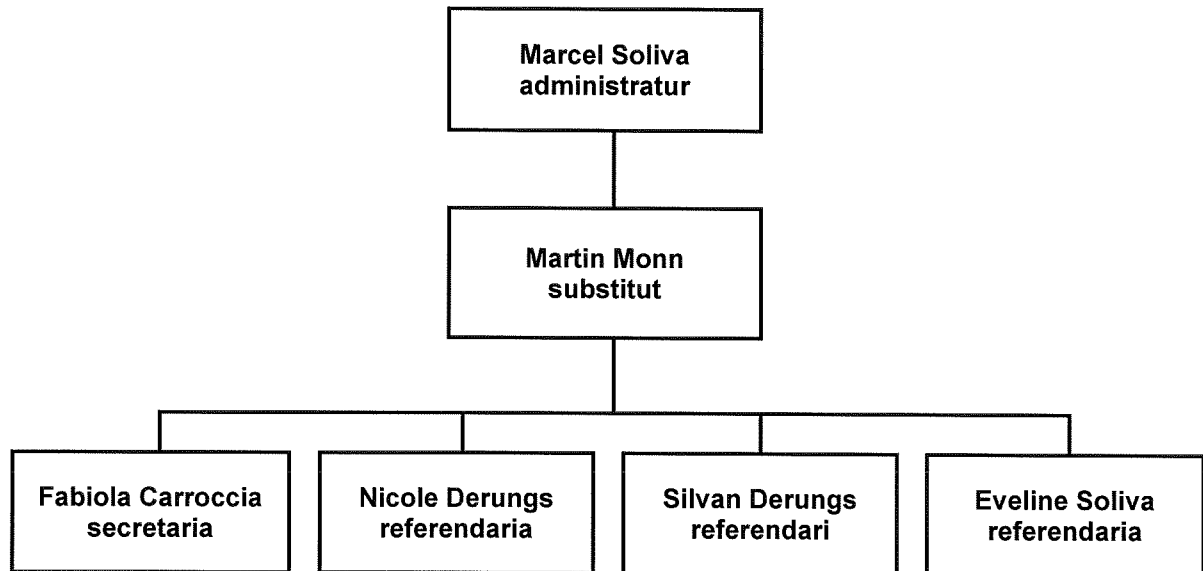 Marcel Soliva
administratur
Martin Monn
substitut
Fabiola Carroccia
secretaria
Nicole Derungs
referendaria
Silvan Derungs
referendari
Eveline Soliva
referendaria